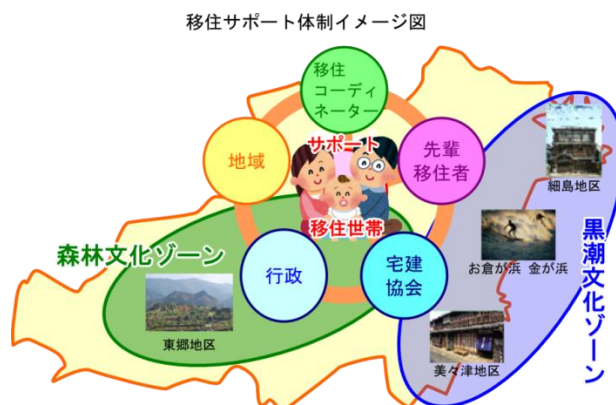 移住サポート体制イメージ図
移住
コーディ
ネーター
サポート
地域
先輩
移住者
細島地区
移住世帯
森林文化ゾーン
行政
宅建
協会
お倉が浜 金が浜
黒潮文化ゾーン
東郷地区
美々津地区